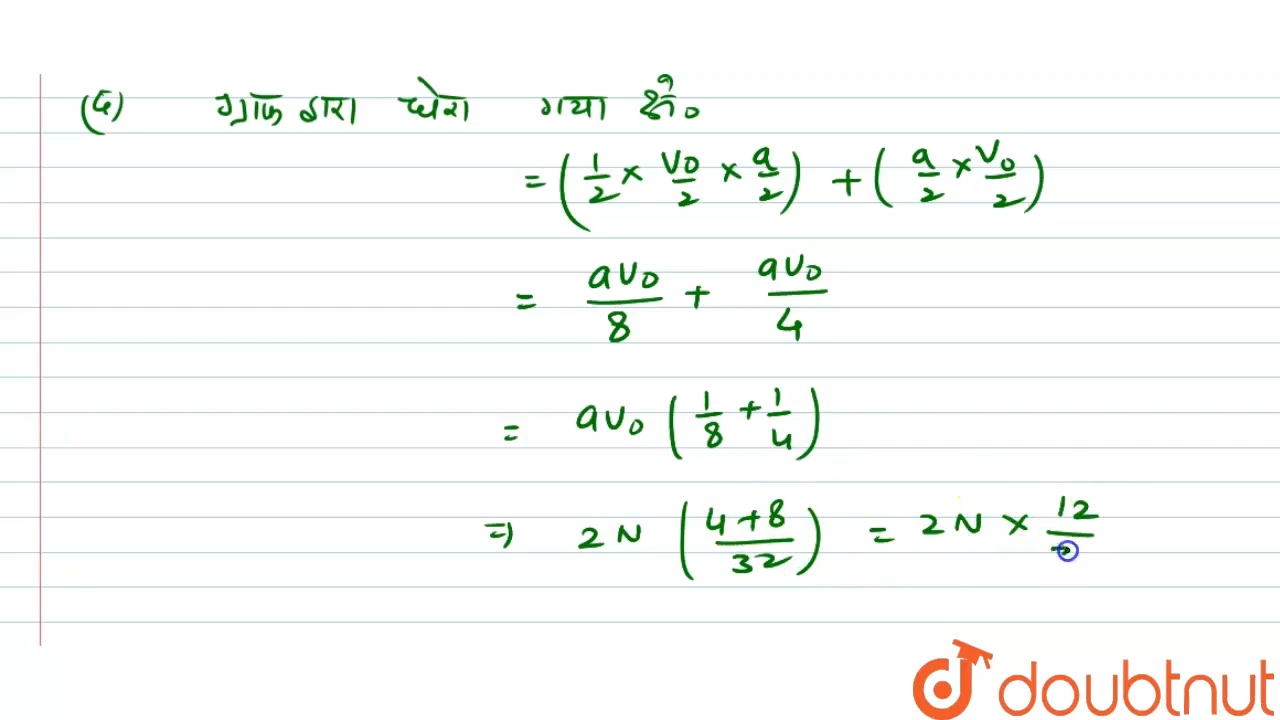 (द) ग्राफ द्वारा घेरा गया क्षे०
= (1/2 × V0/2 × a/2) + (a/2 × V0/2)
= aV0/8 + aV0/4
= aV0 (1/8 + 1/4)
⇒ 2N (4+8/32) = 2N × 12/
doubtnut